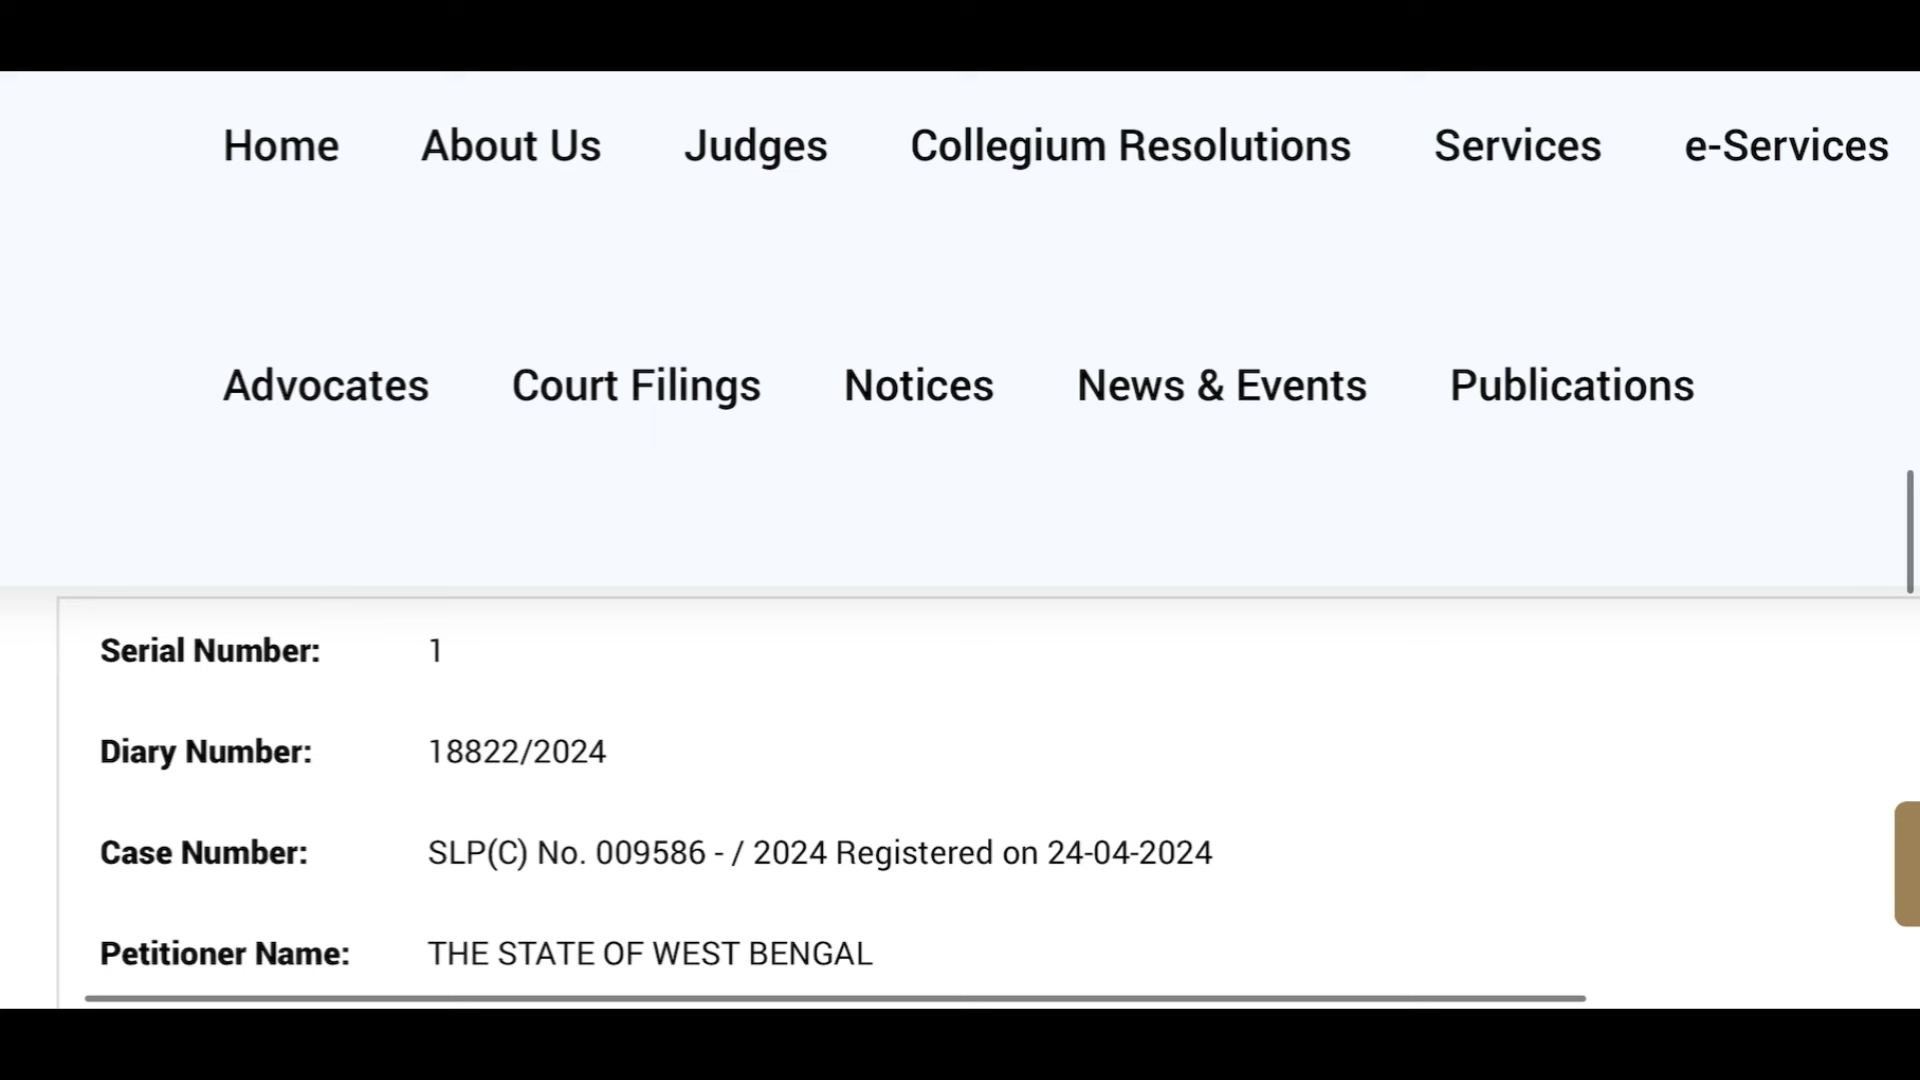 Home About Us Judges Collegium Resolutions Services e-Services
Advocates Court Filings Notices News & Events Publications
Serial Number: 1
Diary Number: 18822/2024
Case Number: SLP(C) No. 009586 - / 2024 Registered on 24-04-2024
Petitioner Name: THE STATE OF WEST BENGAL